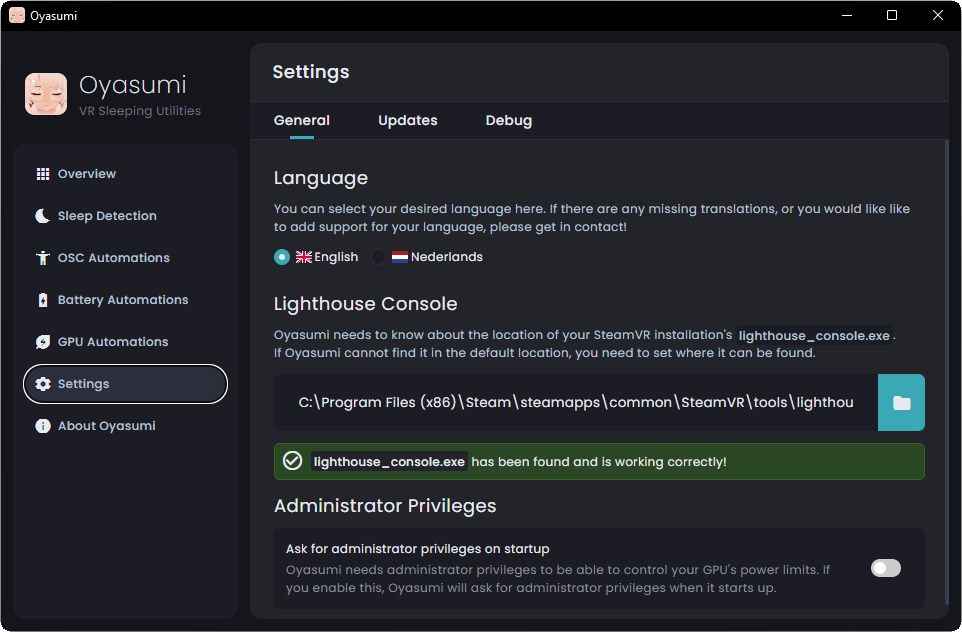 Oyasumi
Oyasumi
VR Sleeping Utilities
Overview
Sleep Detection
OSC Automations
Battery Automations
GPU Automations
Settings
About Oyasumi
Settings
General Updates Debug
Language
You can select your desired language here. If there are any missing translations, or you would like like
to add support for your language, please get in contact!
English Nederlands
Lighthouse Console
Oyasumi needs to know about the location of your SteamVR installation's lighthouse_console.exe .
If Oyasumi cannot find it in the default location, you need to set where it can be found.
C:\Program Files (x86)\Steam\steamapps\common\SteamVR\tools\lighthou
lighthouse_console.exe has been found and is working correctly!
Administrator Privileges
Ask for administrator privileges on startup
Oyasumi needs administrator privileges to be able to control your GPU's power limits. If
you enable this, Oyasumi will ask for administrator privileges when it starts up.